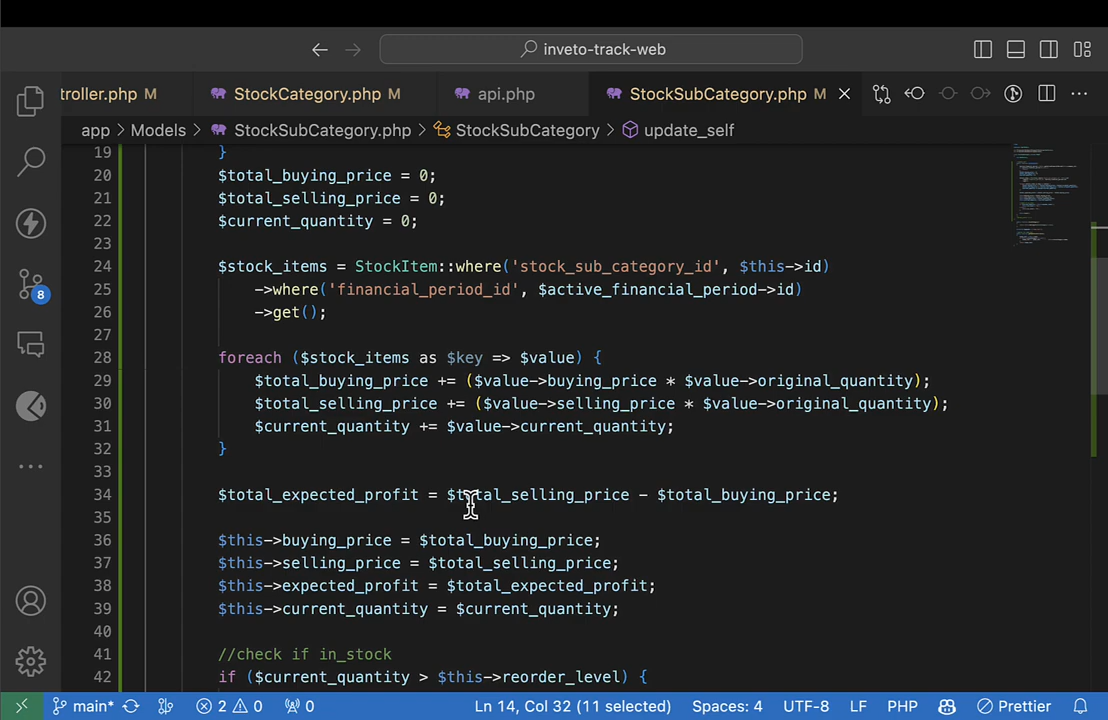 inveto-track-web
troller.php M
StockCategory.php M
api.php
StockSubCategory.php M
app > Models > StockSubCategory.php > StockSubCategory > update_self
19 }
20 $total_buying_price = 0;
21 $total_selling_price = 0;
22 $current_quantity = 0;
23
24 $stock_items = StockItem::where('stock_sub_category_id', $this->id)
25 ->where('financial_period_id', $active_financial_period->id)
26 ->get();
27
28 foreach ($stock_items as $key => $value) {
29 $total_buying_price += ($value->buying_price * $value->original_quantity);
30 $total_selling_price += ($value->selling_price * $value->original_quantity);
31 $current_quantity += $value->current_quantity;
32 }
33
34 $total_expected_profit = $total_selling_price - $total_buying_price;
35
36 $this->buying_price = $total_buying_price;
37 $this->selling_price = $total_selling_price;
38 $this->expected_profit = $total_expected_profit;
39 $this->current_quantity = $current_quantity;
40
41 //check if in_stock
42 if ($current_quantity > $this->reorder_level) {
8
main* 2 0 0 Ln 14, Col 32 (11 selected) Spaces: 4 UTF-8 LF PHP Prettier